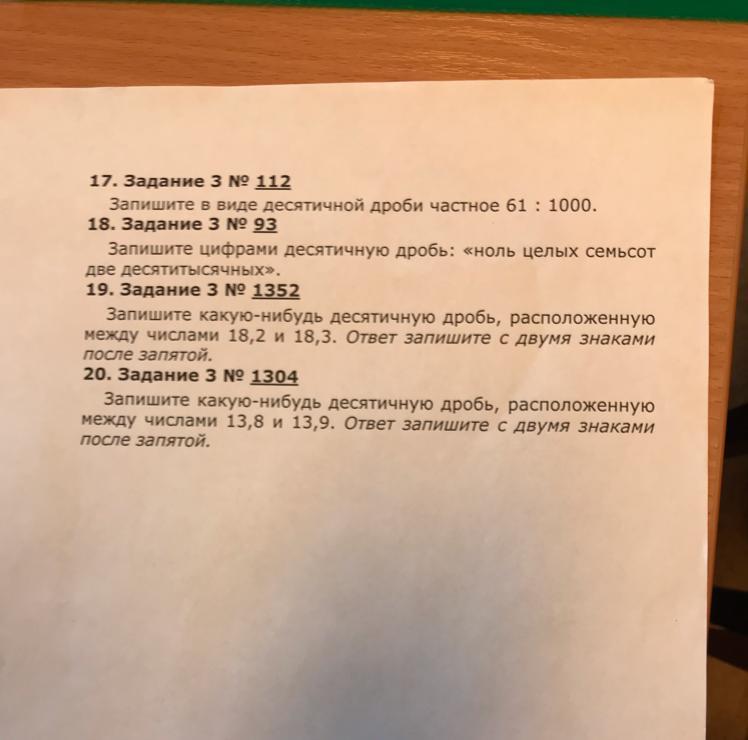 17. Задание 3 № 112
Запишите в виде десятичной дроби частное 61 : 1000.
18. Задание 3 № 93
Запишите цифрами десятичную дробь: «ноль целых семьсот
две десятитысячных».
19. Задание 3 № 1352
Запишите какую-нибудь десятичную дробь, расположенную
между числами 18,2 и 18,3. Ответ запишите с двумя знаками
после запятой.
20. Задание 3 № 1304
Запишите какую-нибудь десятичную дробь, расположенную
между числами 13,8 и 13,9. Ответ запишите с двумя знаками
после запятой.